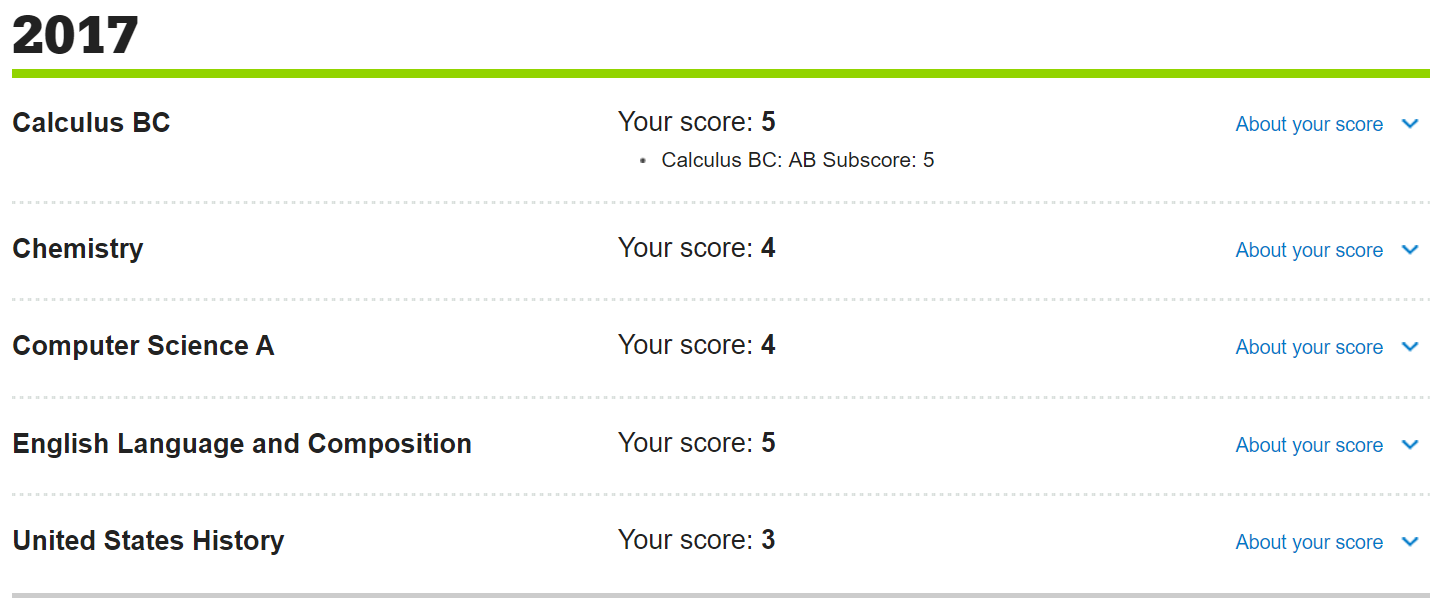 2017
Calculus BC Your score: 5 About your score
• Calculus BC: AB Subscore: 5
Chemistry Your score: 4 About your score
Computer Science A Your score: 4 About your score
English Language and Composition Your score: 5 About your score
United States History Your score: 3 About your score